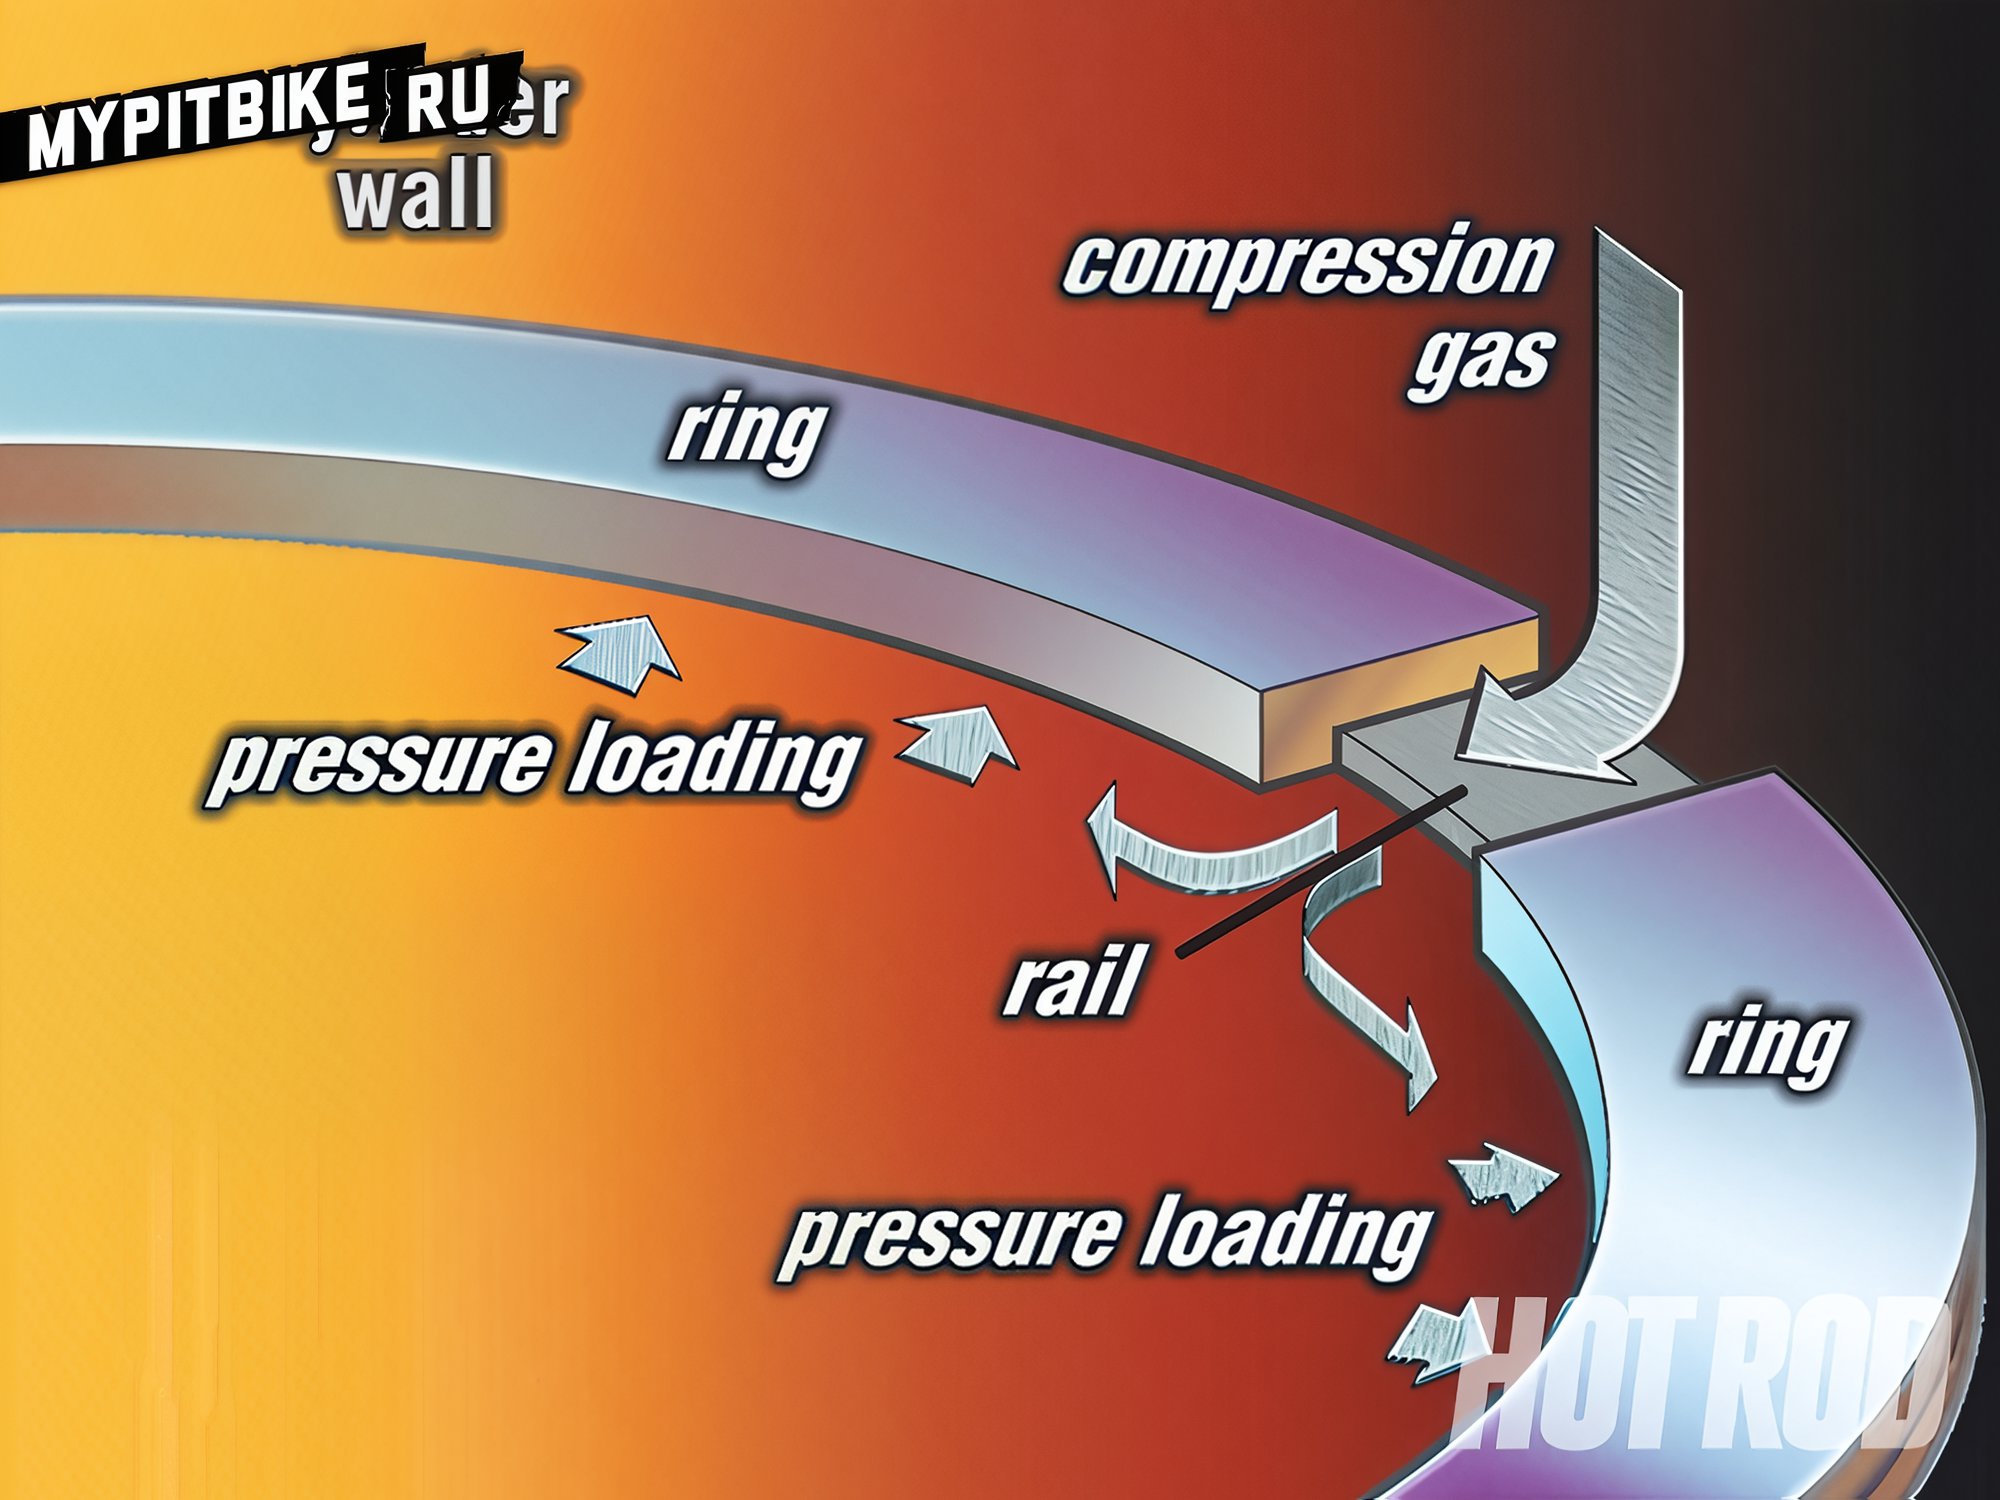 MYPITBIKE RU
wall
compression
gas
ring
pressure loading
rail
ring
pressure loading
HOT ROD